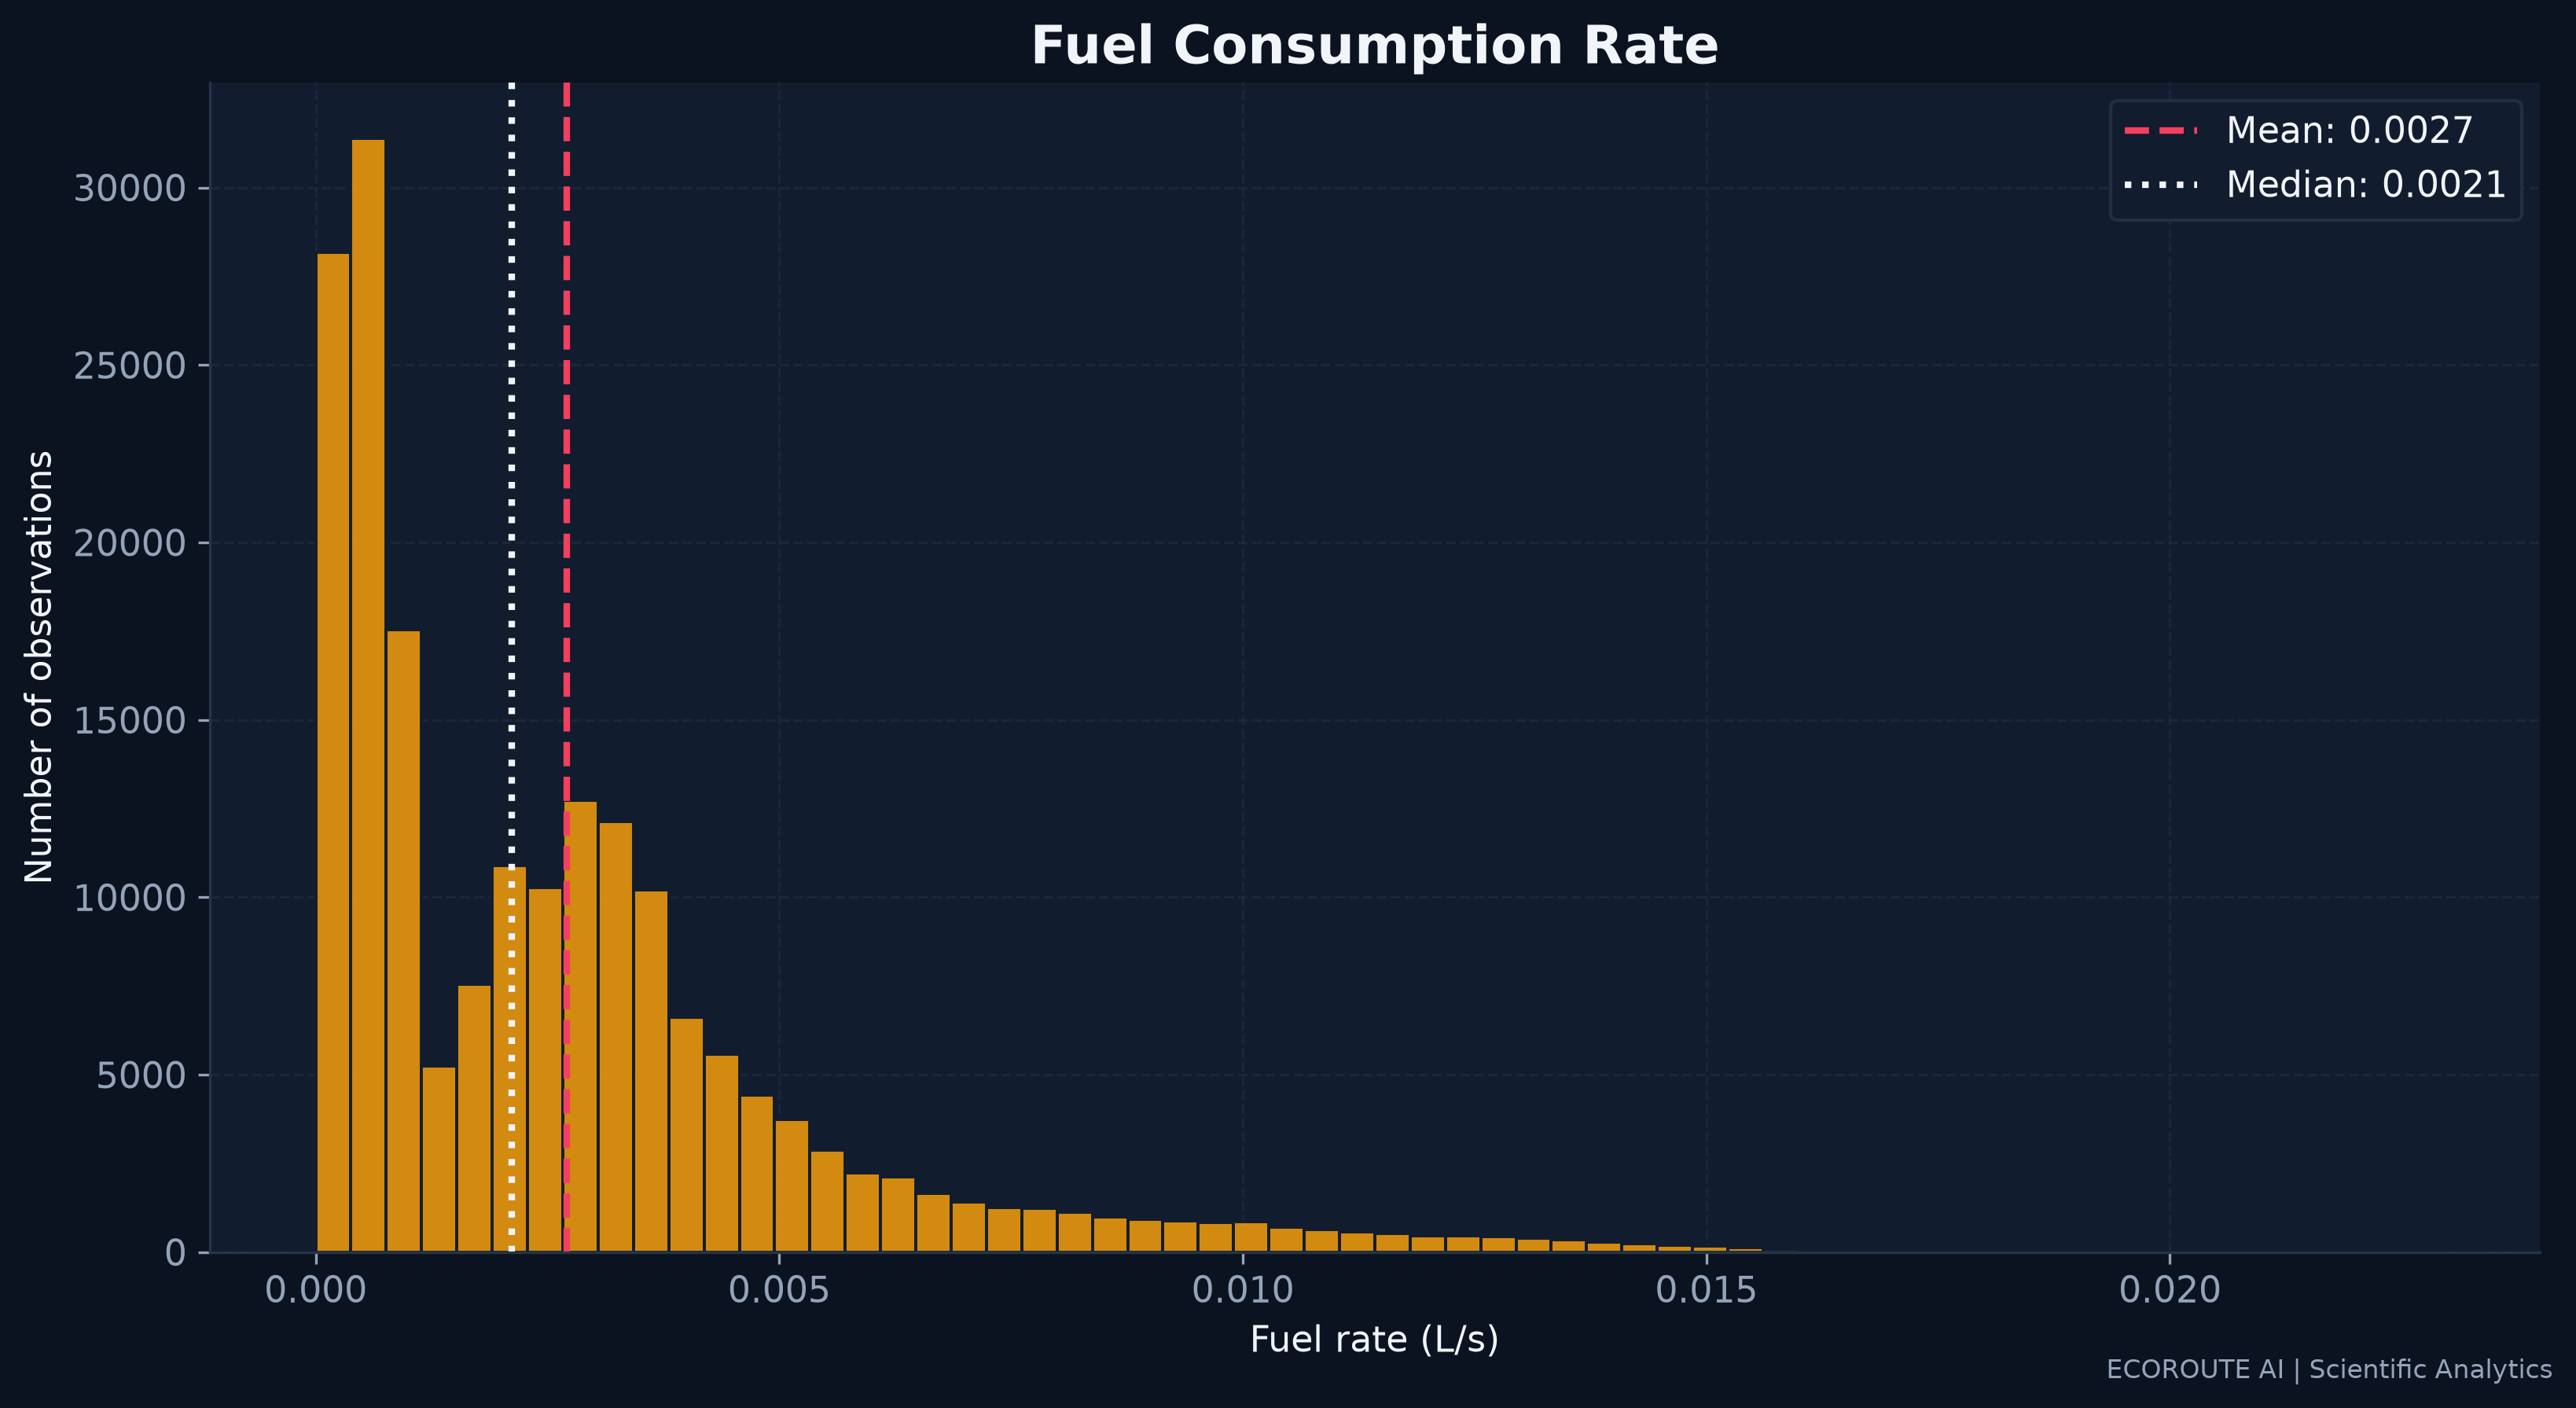 Fuel Consumption Rate
Mean: 0.0027
Median: 0.0021
Number of observations
30000
25000
20000
15000
10000
5000
0
0.000 0.005 0.010 0.015 0.020
Fuel rate (L/s)
ECOROUTE AI | Scientific Analytics